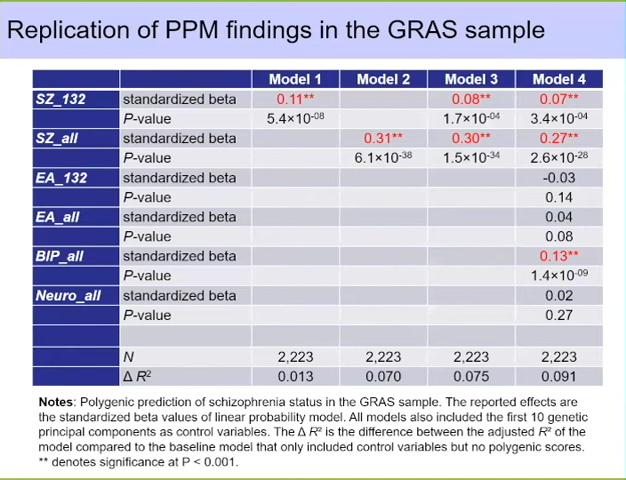 Replication of PPM findings in the GRAS sample
Model 1 Model 2 Model 3 Model 4
SZ_132 standardized beta 0.11** 0.08** 0.07**
P-value 5.4×10⁻⁰⁸ 1.7×10⁻⁰⁴ 3.4×10⁻⁰⁴
SZ_all standardized beta 0.31** 0.30** 0.27**
P-value 6.1×10⁻³⁸ 1.5×10⁻³⁴ 2.6×10⁻²⁸
EA_132 standardized beta -0.03
P-value 0.14
EA_all standardized beta 0.04
P-value 0.08
BIP_all standardized beta 0.13**
P-value 1.4×10⁻⁰⁹
Neuro_all standardized beta 0.02
P-value 0.27
N 2,223 2,223 2,223 2,223
Δ R² 0.013 0.070 0.075 0.091
Notes: Polygenic prediction of schizophrenia status in the GRAS sample. The reported effects are
the standardized beta values of linear probability model. All models also included the first 10 genetic
principal components as control variables. The Δ R² is the difference between the adjusted R² of the
model compared to the baseline model that only included control variables but no polygenic scores.
** denotes significance at P < 0.001.